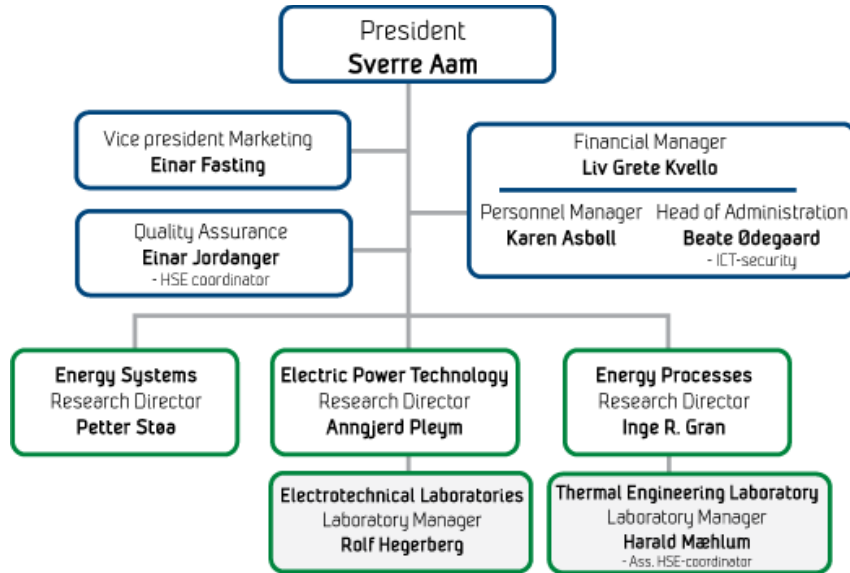 President
Sverre Aam
Vice president Marketing
Einar Fasting
Financial Manager
Liv Grete Kvello
Personnel Manager
Karen Asbøll
Head of Administration
Beate Ødegaard
- ICT-security
Quality Assurance
Einar Jordanger
- HSE coordinator
Energy Systems
Research Director
Petter Støa
Electric Power Technology
Research Director
Anngjerd Pleym
Energy Processes
Research Director
Inge R. Gran
Electrotechnical Laboratories
Laboratory Manager
Rolf Hegerberg
Thermal Engineering Laboratory
Laboratory Manager
Harald Mæhlum
- Ass. HSE-coordinator